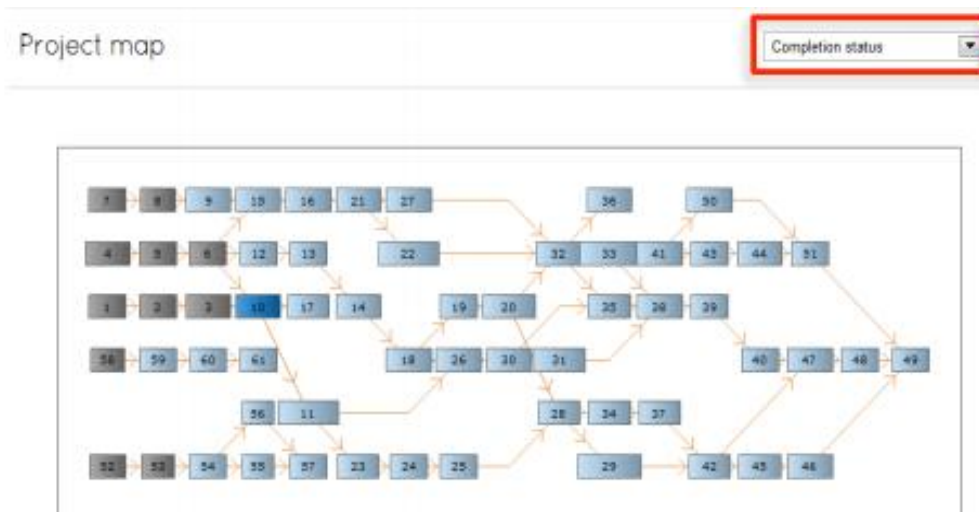 Project map
Completion status
7 8 9 15 16 21 27 36 50
4 5 6 12 13 22 32 33 41 43 44 51
1 2 3 10 17 14 19 20 35 38 39
58 59 60 61 18 26 30 31 40 47 48 49
56 11 28 34 37
52 53 54 55 57 23 24 25 29 42 45 46